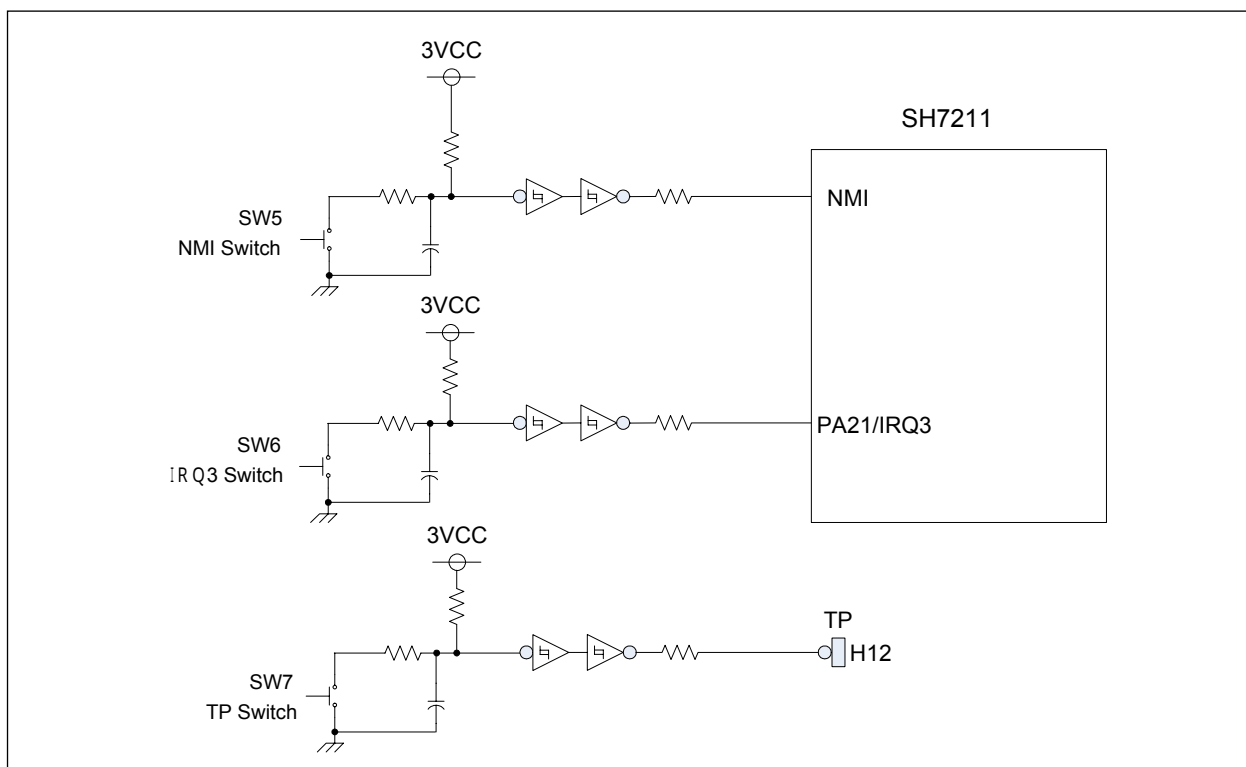 3VCC
SH7211
NMI
SW5
NMI Switch
3VCC
PA21/IRQ3
SW6
IRQ3 Switch
3VCC
TP
H12
SW7
TP Switch